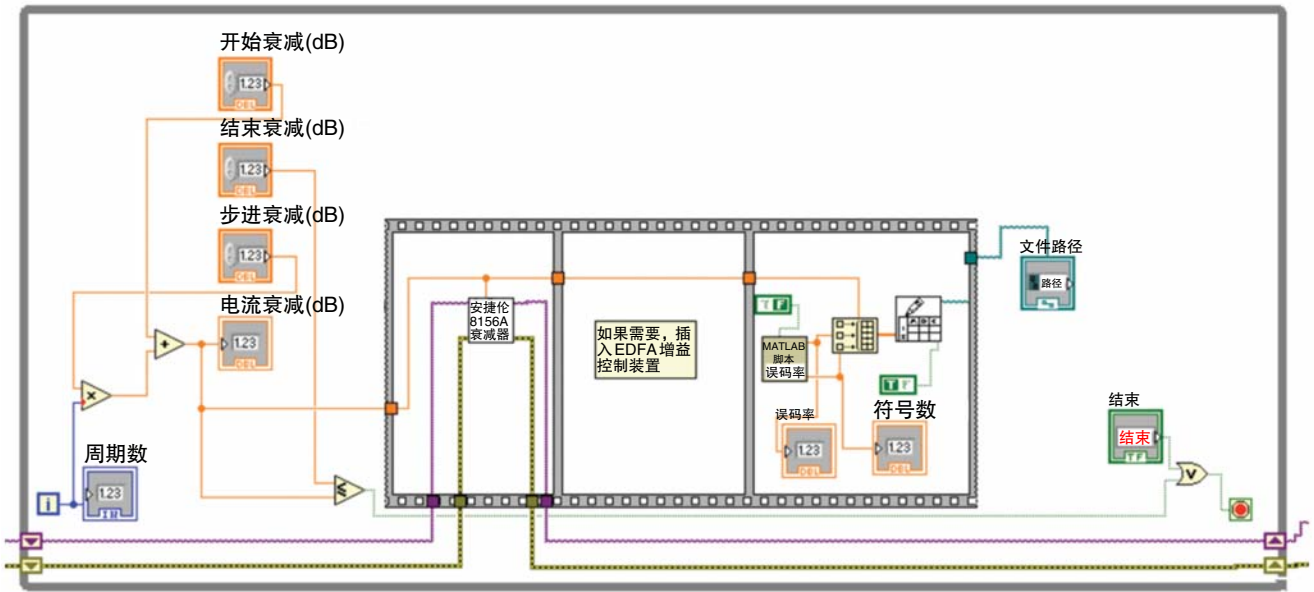 开始衰减(dB)
1.23
DBL
结束衰减(dB)
1.23
DBL
步进衰减(dB)
1.23
DBL
电流衰减(dB)
1.23
DBL
周期数
1.23
i
安捷伦
8156A
衰减器
如果需要，插
入EDFA增益
控制装置
T F
MATLAB
脚本
误码率
T F
误码率
1.23
DBL
符号数
1.23
DBL
文件路径
路径
结束
结束
TF
V